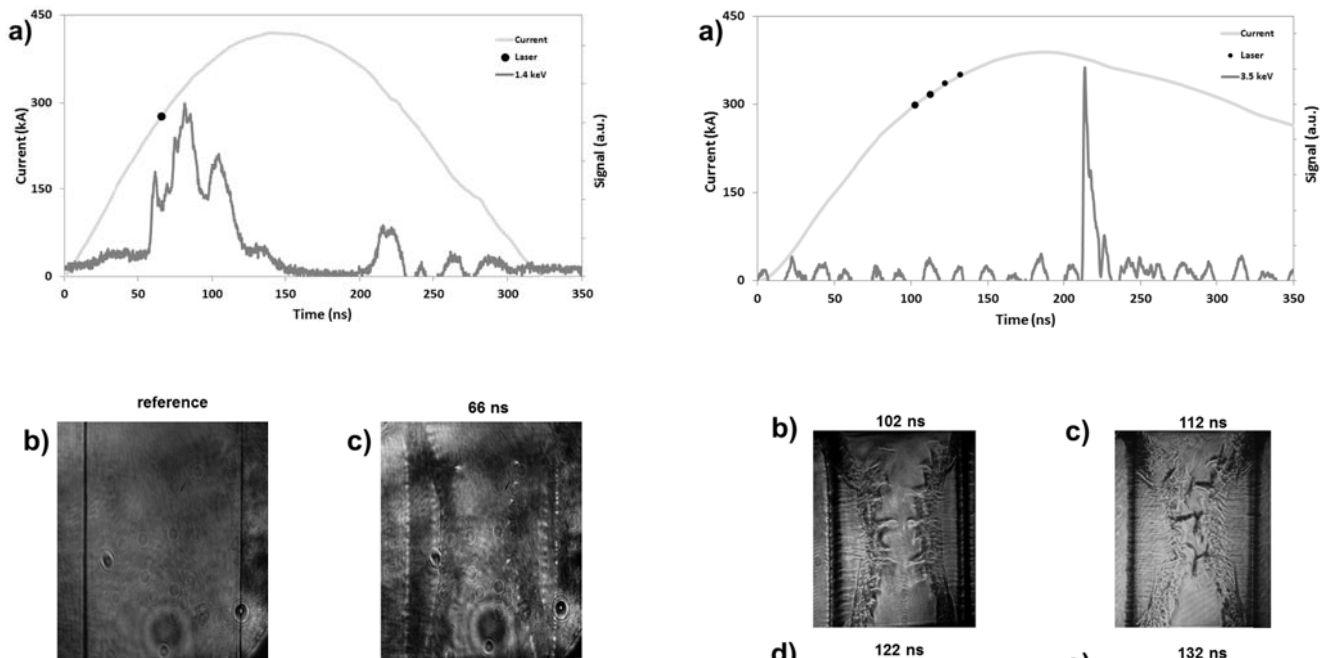 a)
450
300
150
0
Current (kA)
0 50 100 150 200 250 300 350
Time (ns)
Signal (a.u.)
Current
Laser
1.4 keV
reference
66 ns
b)
c)
a)
450
300
150
0
Current (kA)
0 50 100 150 200 250 300 350
Time (ns)
Signal (a.u.)
Current
Laser
3.5 keV
102 ns
112 ns
b)
c)
122 ns
132 ns
d)